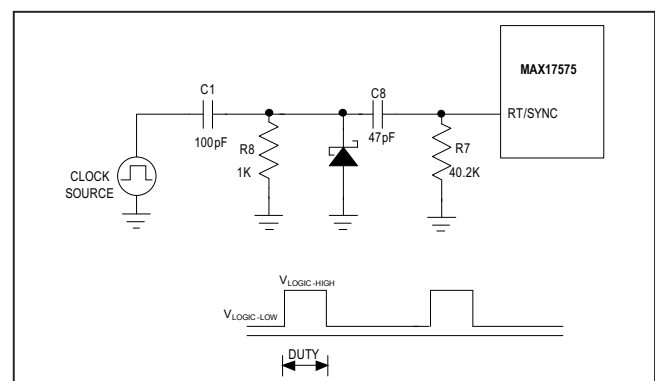 MAX17575
RT/SYNC
C1
100pF
R8
1K
C8
47pF
R7
40.2K
CLOCK
SOURCE
VLOGIC-HIGH
VLOGIC-LOW
DUTY